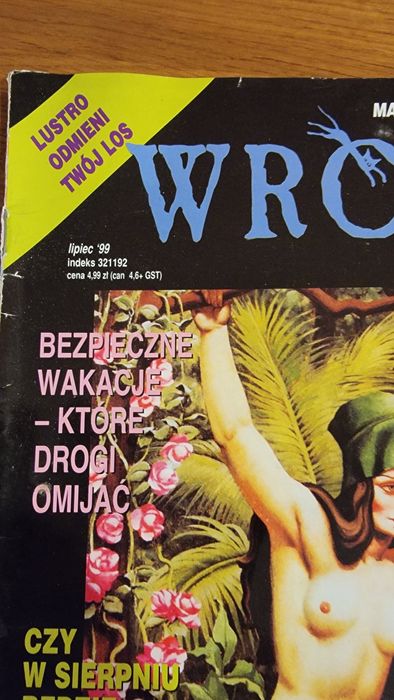 LUSTRO
ODMIENI
TWÓJ LOS
MA
WRO
lipiec '99
indeks 321192
cena 4,99 zł (can 4,6+ GST)
BEZPIECZNE
WAKACJE
– KTÓRE
DROGI
OMIJAĆ
CZY
W SIERPNIU